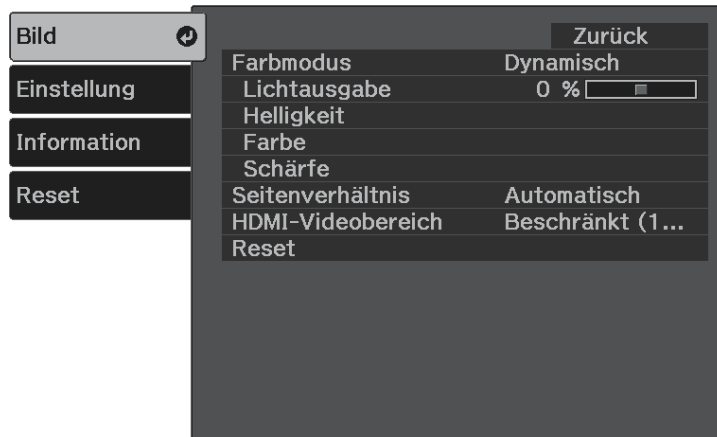 Bild
Einstellung
Information
Reset
Zurück
Farbmodus Dynamisch
Lichtausgabe 0 %
Helligkeit
Farbe
Schärfe
Seitenverhältnis Automatisch
HDMI-Videobereich Beschränkt (1...
Reset